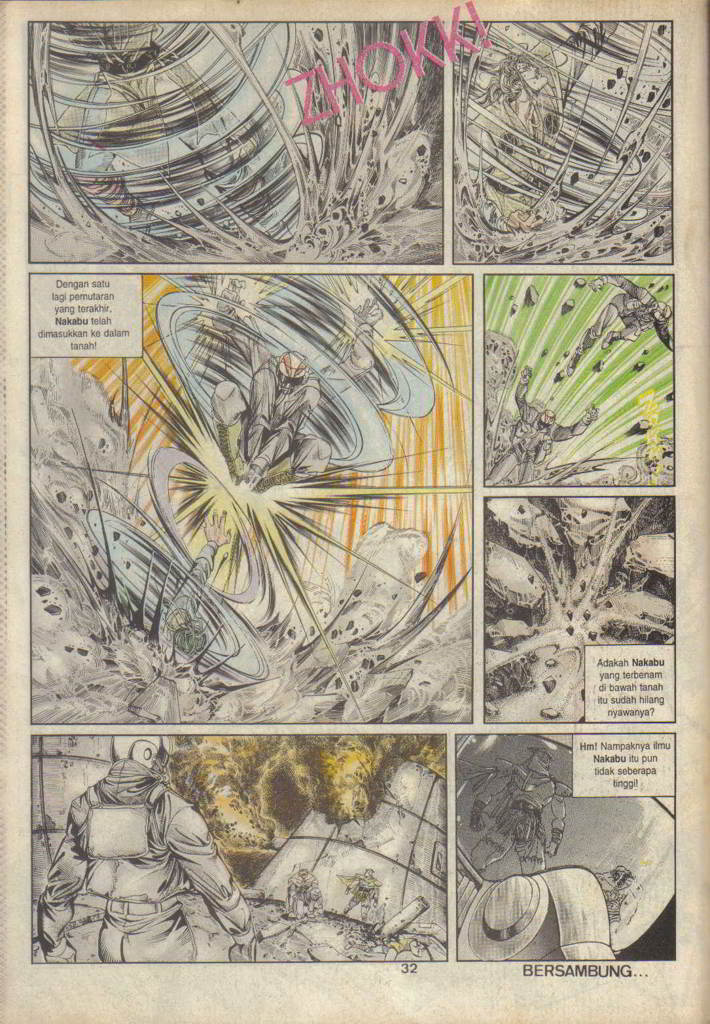 ZHOKK!
Dengan satu
lagi pemutaran
yang terakhir,
Nakabu telah
dimasukkan ke dalam
tanah!
Adakah Nakabu
yang terbenam
di bawah tanah
itu sudah hilang
nyawanya?
Hm! Nampaknya ilmu
Nakabu itu pun
tidak seberapa
tinggi!
32
BERSAMBUNG...